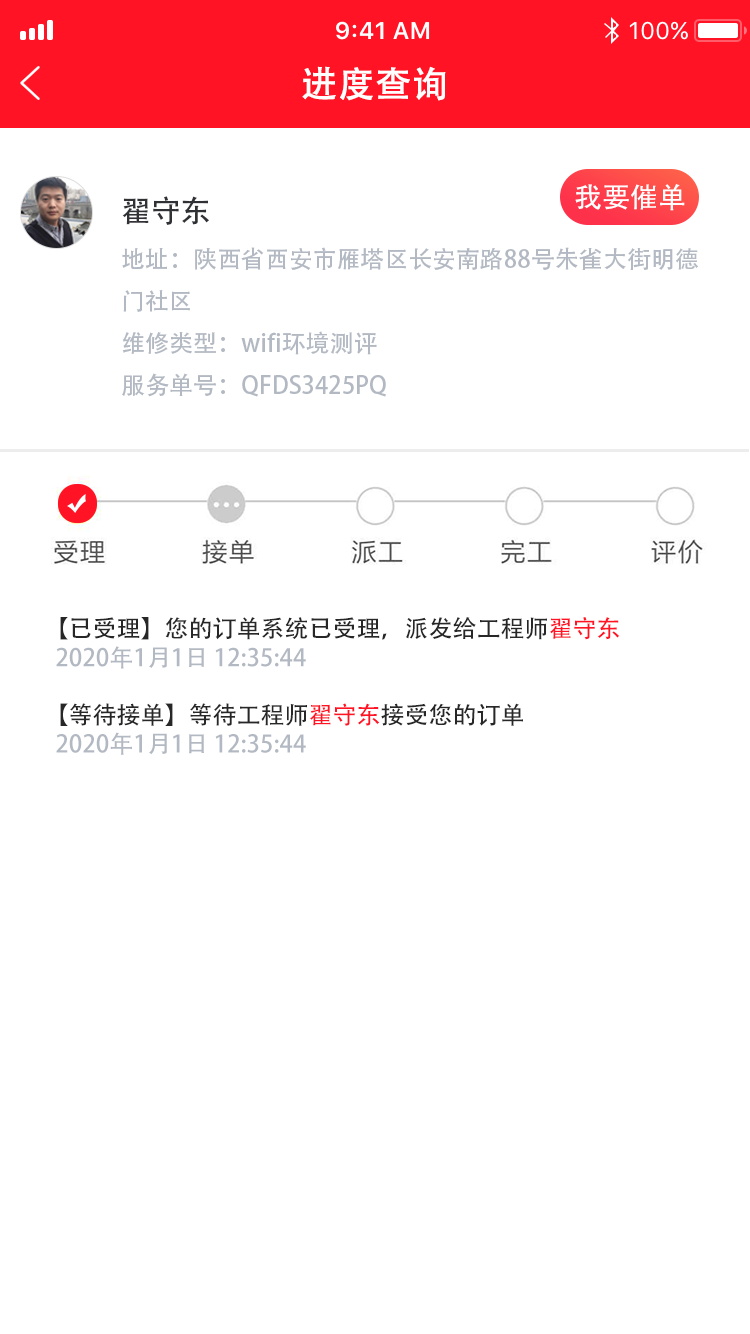 9:41 AM
100%
进度查询
翟守东
我要催单
地址：陕西省西安市雁塔区长安南路88号朱雀大街明德
门社区
维修类型：wifi环境测评
服务单号：QFDS3425PQ
受理
接单
派工
完工
评价
【已受理】您的订单系统已受理，派发给工程师翟守东
2020年1月1日 12:35:44
【等待接单】等待工程师翟守东接受您的订单
2020年1月1日 12:35:44